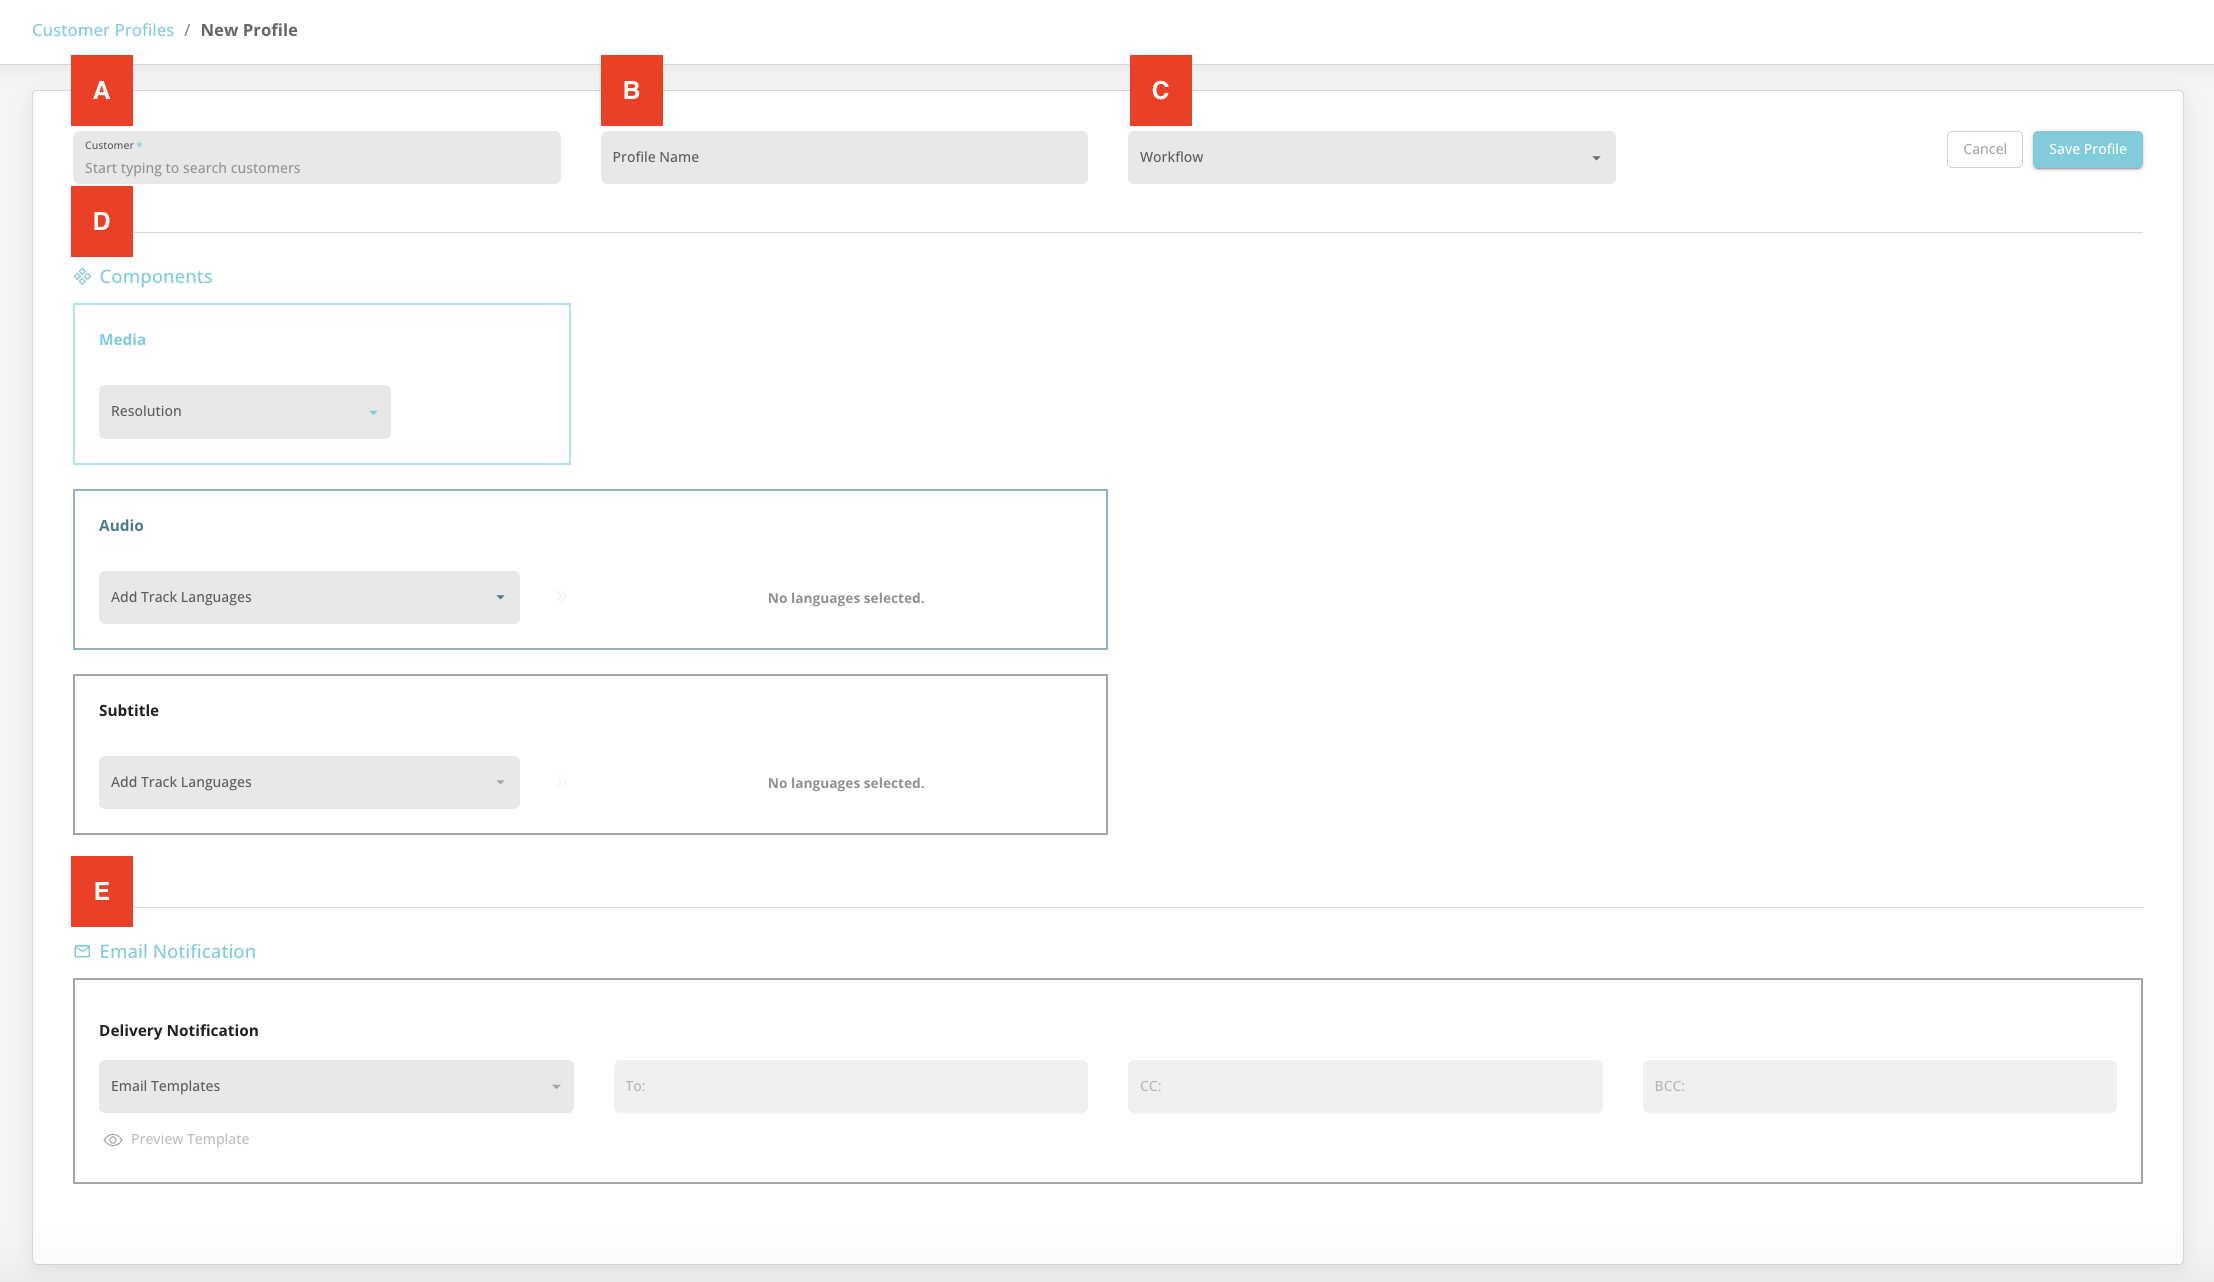 Customer Profiles / New Profile
A
B
C
Customer *
Start typing to search customers
Profile Name
Workflow
Cancel
Save Profile
D
Components
Media
Resolution
Audio
Add Track Languages
No languages selected.
Subtitle
Add Track Languages
No languages selected.
E
Email Notification
Delivery Notification
Email Templates
To:
CC:
BCC:
Preview Template